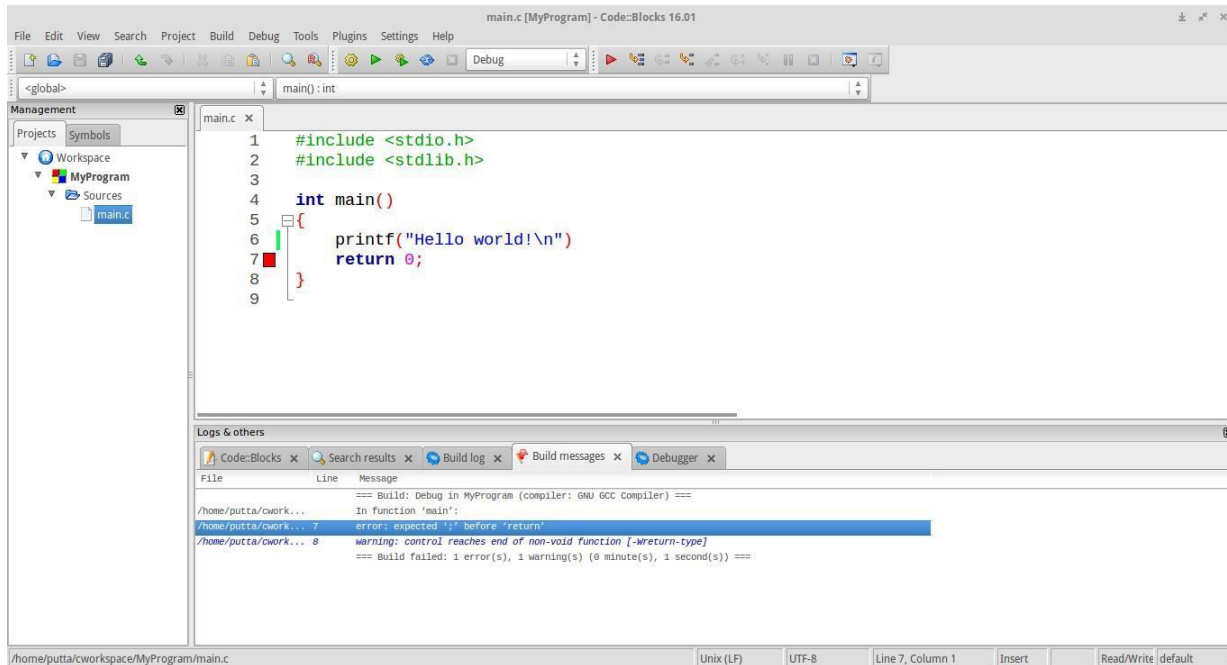 main.c [MyProgram] - Code::Blocks 16.01
File Edit View Search Project Build Debug Tools Plugins Settings Help
Debug
<global> main() : int
Management
Projects Symbols
Workspace
MyProgram
Sources
main.c
main.c
1 #include <stdio.h>
2 #include <stdlib.h>
3
4 int main()
5 {
6 printf("Hello world!\n")
7 return 0;
8 }
9
Logs & others
Code::Blocks Search results Build log Build messages Debugger
File Line Message
=== Build: Debug in MyProgram (compiler: GNU GCC Compiler) ===
/home/putta/cwork... In function ‘main’:
/home/putta/cwork... 7 error: expected ‘;’ before ‘return’
/home/putta/cwork... 8 warning: control reaches end of non-void function [-Wreturn-type]
=== Build failed: 1 error(s), 1 warning(s) (0 minute(s), 1 second(s)) ===
/home/putta/cworkspace/MyProgram/main.c Unix (LF) UTF-8 Line 7, Column 1 Insert Read/Write default